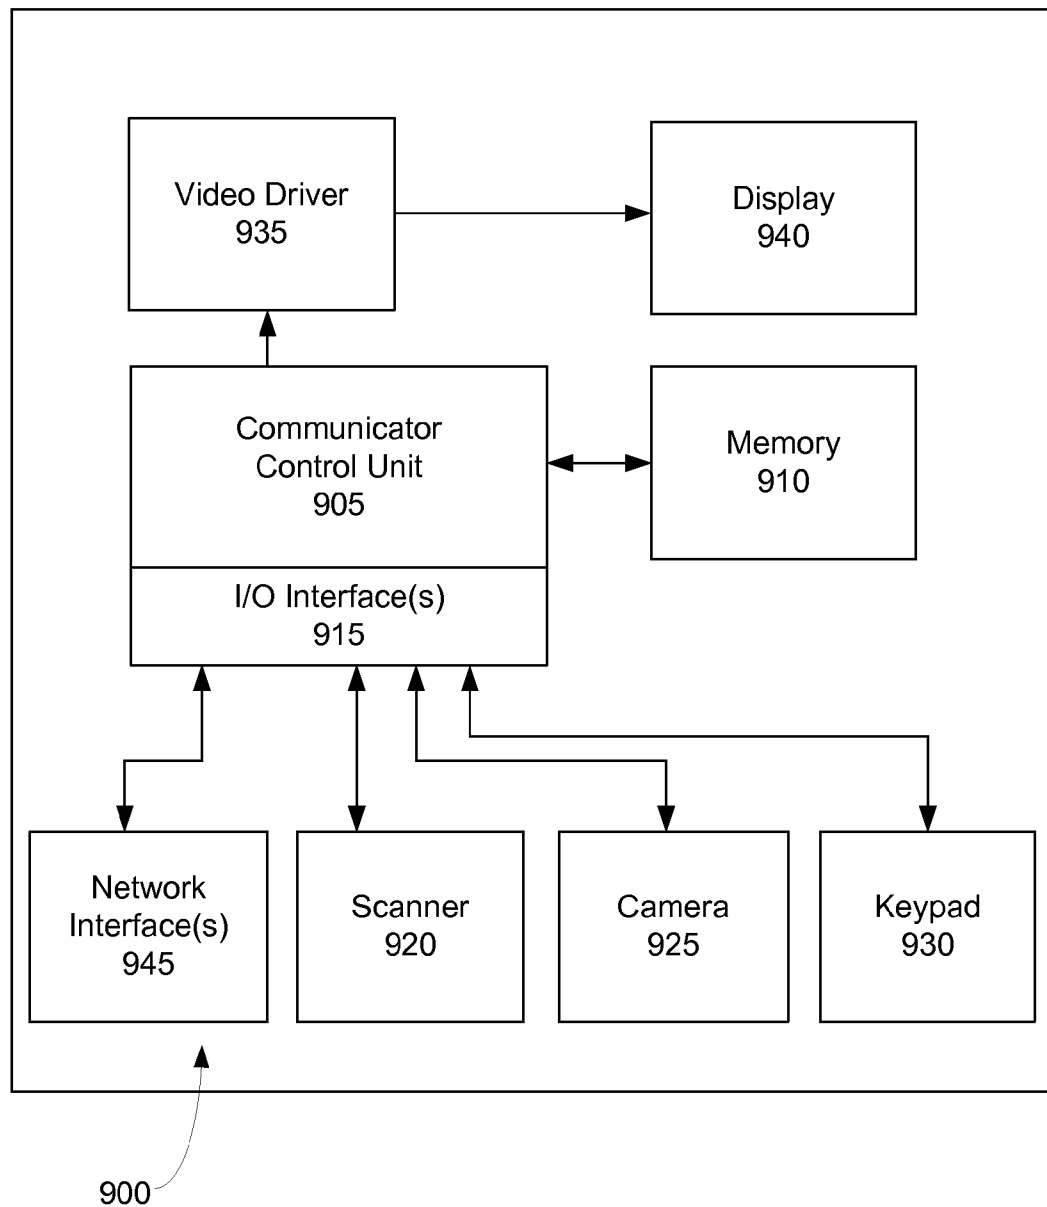 Video Driver
935
Display
940
Communicator
Control Unit
905
Memory
910
I/O Interface(s)
915
Network
Interface(s)
945
Scanner
920
Camera
925
Keypad
930
900